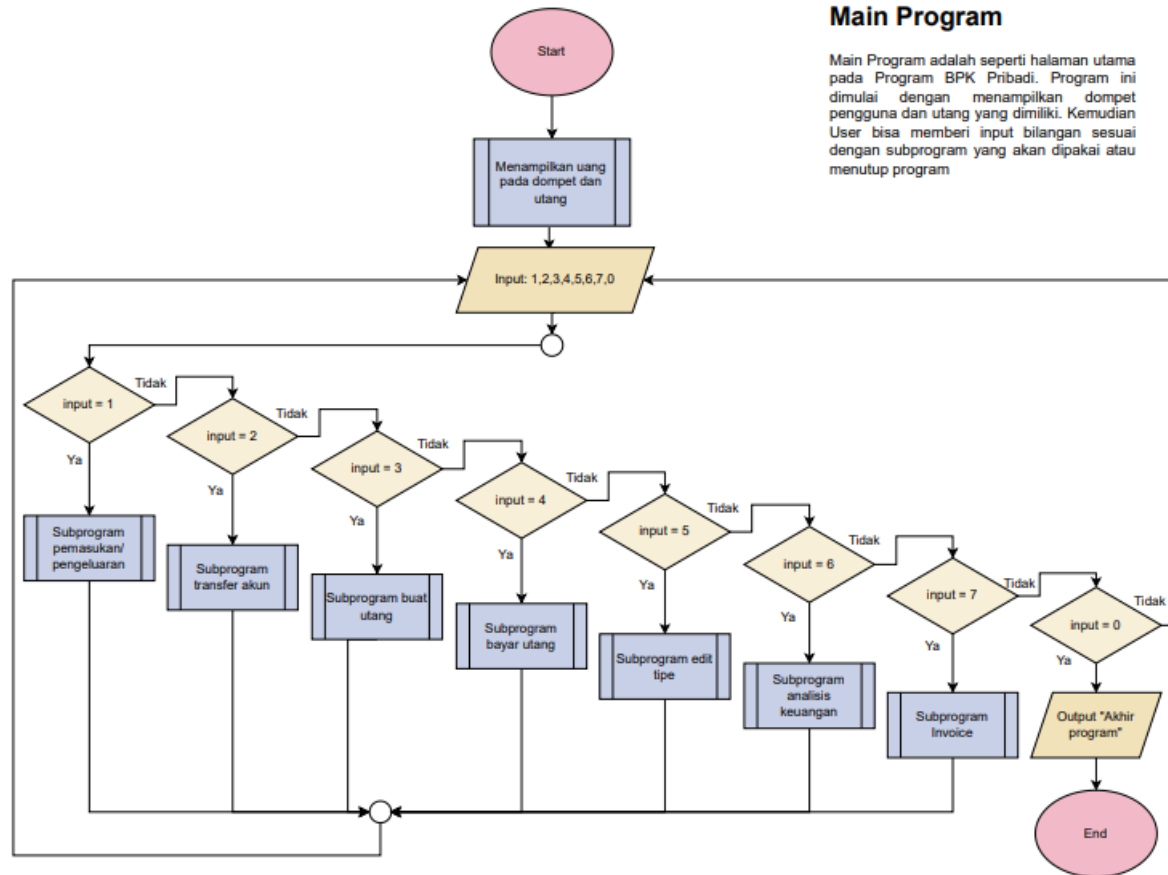 Main Program
Main Program adalah seperti halaman utama
pada Program BPK Pribadi. Program ini
dimulai dengan menampilkan dompet
pengguna dan utang yang dimiliki. Kemudian
User bisa memberi input bilangan sesuai
dengan subprogram yang akan dipakai atau
menutup program
Start
Menampilkan uang
pada dompet dan
utang
Input: 1,2,3,4,5,6,7,0
input = 1
Tidak
Ya
Subprogram
pemasukan/
pengeluaran
input = 2
Tidak
Ya
Subprogram
transfer akun
input = 3
Tidak
Ya
Subprogram buat
utang
input = 4
Tidak
Ya
Subprogram
bayar utang
input = 5
Tidak
Ya
Subprogram edit
tipe
input = 6
Tidak
Ya
Subprogram
analisis
keuangan
input = 7
Tidak
Ya
Subprogram
Invoice
input = 0
Tidak
Ya
Output "Akhir
program"
End